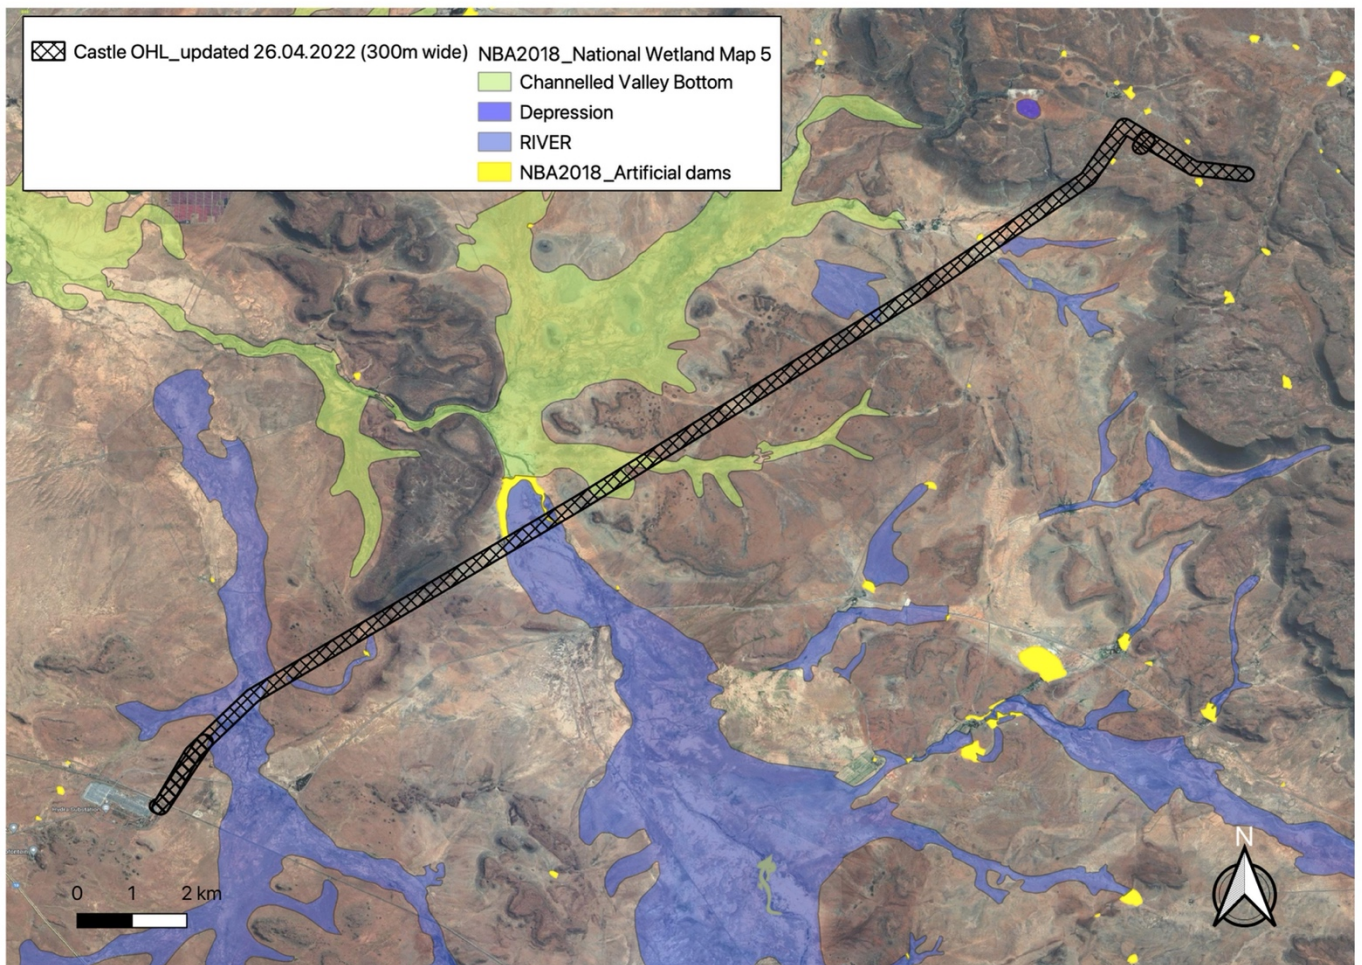 Castle OHL_updated 26.04.2022 (300m wide)
NBA2018_National Wetland Map 5
Channelled Valley Bottom
Depression
RIVER
NBA2018_Artificial dams
N
0 1 2 km